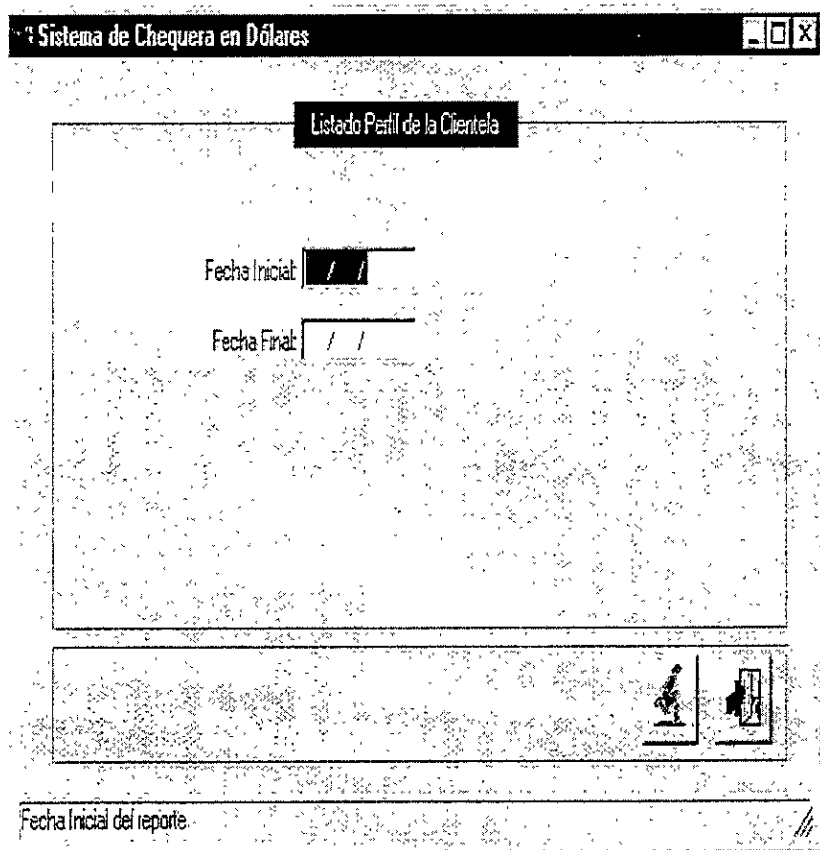 Sistema de Chequera en Dólares
Listado Perfil de la Clientela
Fecha Inicial: / /
Fecha Final: / /
Fecha Inicial del reporte